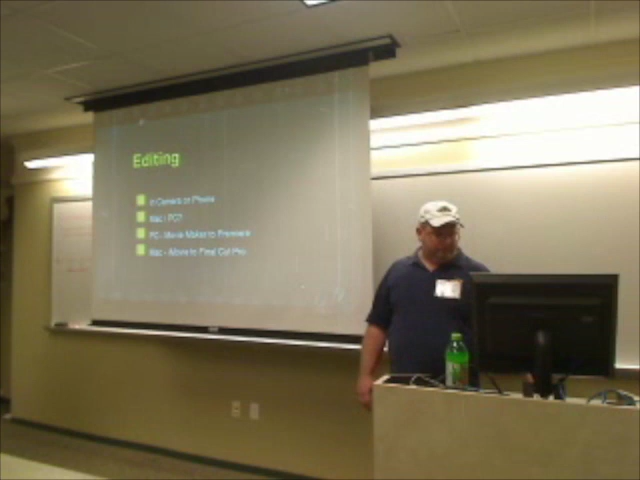 Editing
In Camera or Phone
Mac / PC?
PC - Movie Maker to Premiere
Mac - iMovie to Final Cut Pro